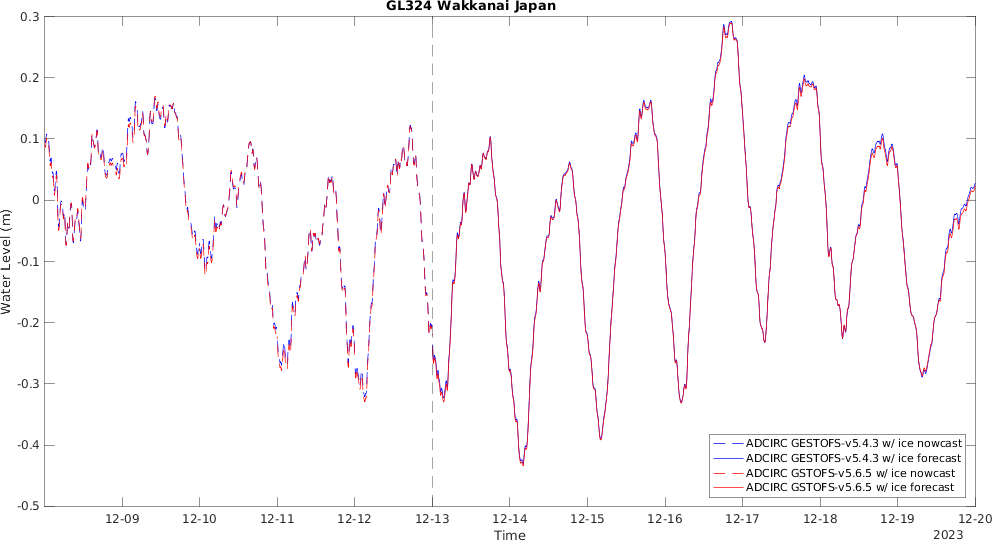 GL324 Wakkanai Japan
0.3
0.2
0.1
0
-0.1
-0.2
-0.3
-0.4
-0.5
Water Level (m)
ADCIRC GESTOFS-v5.4.3 w/ ice nowcast
ADCIRC GESTOFS-v5.4.3 w/ ice forecast
ADCIRC GSTOFS-v5.6.5 w/ ice nowcast
ADCIRC GSTOFS-v5.6.5 w/ ice forecast
12-09 12-10 12-11 12-12 12-13 12-14 12-15 12-16 12-17 12-18 12-19 12-20
Time
2023